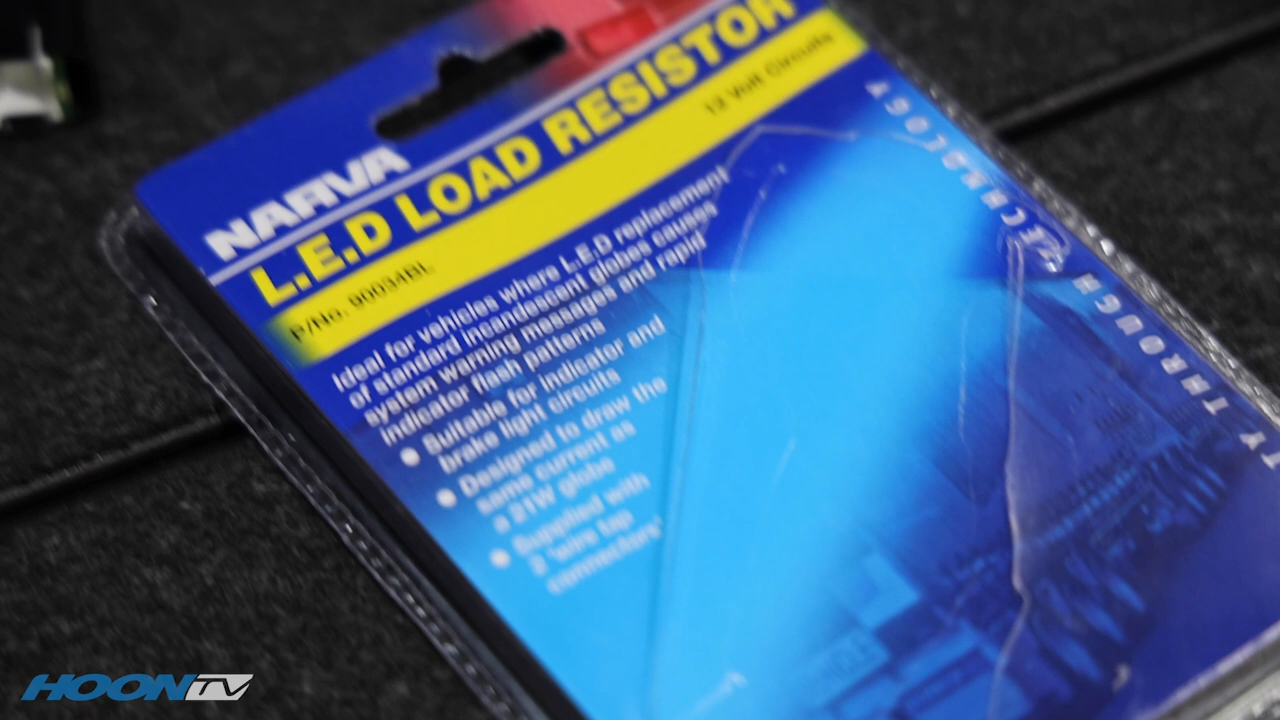 NARVA
L.E.D LOAD RESISTOR
P/No. 90034BL
12 Volt Circuits
Ideal for vehicles where L.E.D replacement
of standard incandescent globes causes
system warning messages and rapid
indicator flash patterns
● Suitable for indicator and
brake light circuits
● Designed to draw the
same current as
a 21W globe
● Supplied with
2 'wire tap
connectors'
TY THROUGH TECHNOLOGY
HOONTV